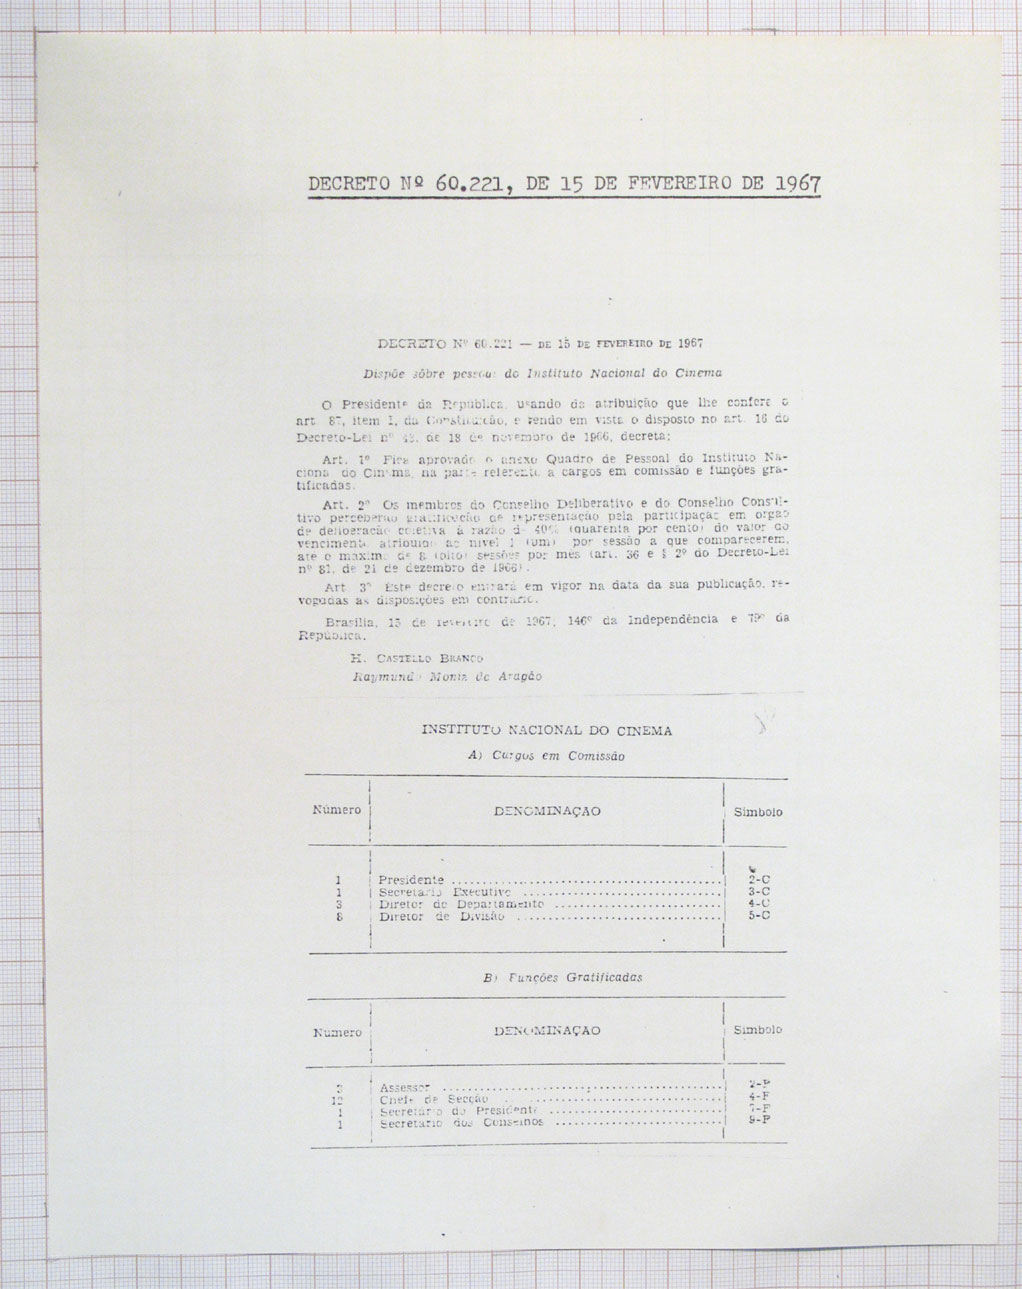 DECRETO Nº 60.221, DE 15 DE FEVEREIRO DE 1967
DECRETO Nº 60.221 — DE 15 DE FEVEREIRO DE 1967
Dispõe sôbre pessoal do Instituto Nacional do Cinema
O Presidente da República, usando da atribuição que lhe confere o
art. 87, item I, da Constituição, e tendo em vista o disposto no art. 16 do
Decreto-Lei nº 43, de 18 de novembro de 1966, decreta:
Art. 1º Fica aprovado o anexo Quadro de Pessoal do Instituto Na-
cional do Cinema, na parte referente a cargos em comissão e funções gra-
tificadas.
Art. 2º Os membros do Conselho Deliberativo e do Conselho Consul-
tivo perceberão gratificação de representação pela participação em orgão
de deliberação coletiva à razão de 40% (quarenta por cento) do valor do
vencimento atribuido ao nível 1 (um), por sessão a que comparecerem,
até o máximo de 8 (oito) sessões por mês (art. 36 e § 2º do Decreto-Lei
nº 81, de 21 de dezembro de 1966).
Art. 3º Este decreto entrará em vigor na data da sua publicação, re-
vogadas as disposições em contrário.
Brasília, 15 de fevereiro de 1967; 146º da Independência e 79º da
República.
H. CASTELLO BRANCO
Raymundo Moniz de Aragão
INSTITUTO NACIONAL DO CINEMA
A) Cargos em Comissão
Número DENOMINAÇÃO Símbolo
1 Presidente ........................................ 2-C
1 Secretário Executivo ........................................ 3-C
3 Diretor de Departamento ........................................ 4-C
8 Diretor de Divisão ........................................ 5-C
B) Funções Gratificadas
Número DENOMINAÇÃO Símbolo
Assessor ........................................ 2-F
12 Chefe de Secção ........................................ 4-F
1 Secretário do Presidente ........................................ 7-F
1 Secretário dos Conselhos ........................................ 9-F